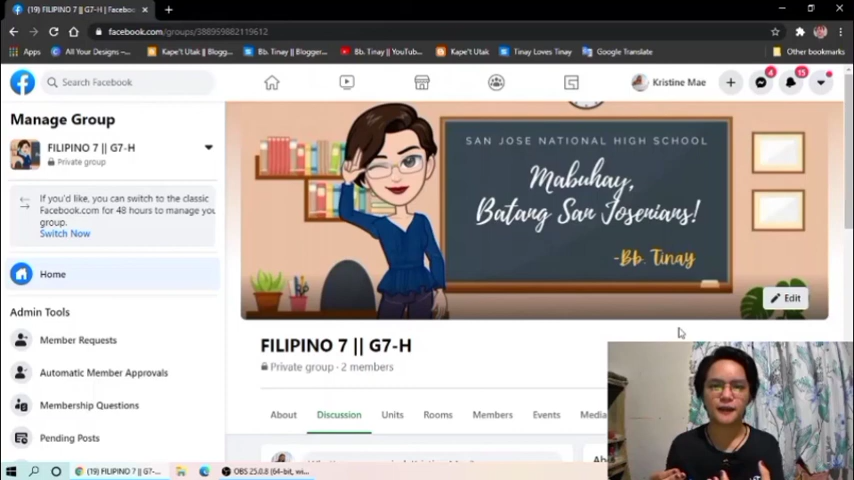 (19) FILIPINO 7 || G7-H | Facebook
facebook.com/groups/388959882119612
Apps
All Your Designs –...
Kape't Utak || Blogg...
Bb. Tinay || Blogger...
Bb. Tinay || YouTub...
Kape't Utak
Tinay Loves Tinay
Google Translate
Other bookmarks
Search Facebook
Kristine Mae
4
15
Manage Group
FILIPINO 7 || G7-H
Private group
If you'd like, you can switch to the classic
Facebook.com for 48 hours to manage you
group.
Switch Now
Home
Admin Tools
Member Requests
Automatic Member Approvals
Membership Questions
Pending Posts
SAN JOSE NATIONAL HIGH SCHOOL
Mabuhay,
Batang San Josenians!
-Bb. Tinay
Edit
FILIPINO 7 || G7-H
Private group · 2 members
About
Discussion
Units
Rooms
Members
Events
Media
(19) FILIPINO 7 || G7-...
OBS 25.0.8 (64-bit, wi...